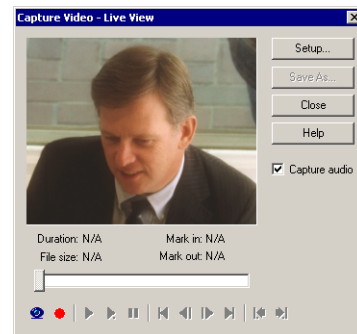 Capture Video - Live View
Setup...
Save As...
Close
Help
Capture audio
Duration: N/A
Mark in: N/A
File size: N/A
Mark out: N/A